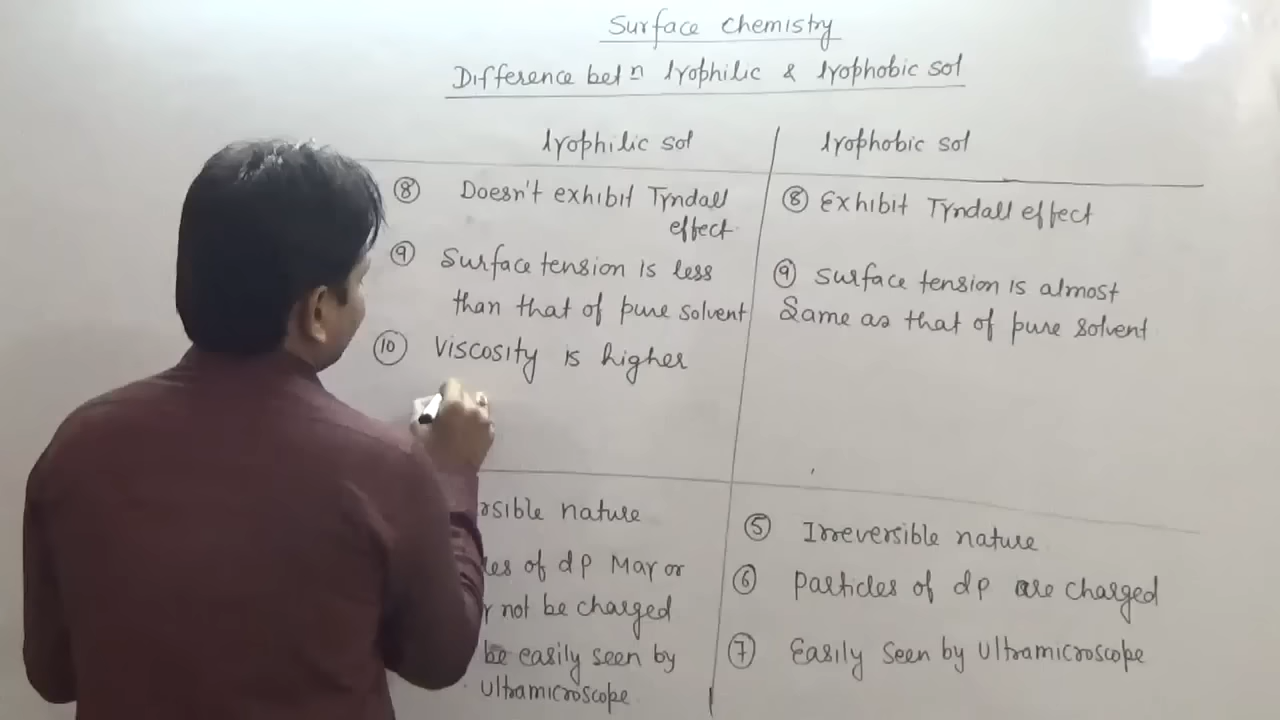 Surface Chemistry
Difference betn lyophilic & lyophobic sol
lyophilic sol
lyophobic sol
⑧ Doesn't exhibit Tyndall
effect.
⑨ Surface tension is less
than that of pure solvent
⑩ Viscosity is higher
⑧ Exhibit Tyndall effect
⑨ Surface tension is almost
Same as that of pure solvent
rsible nature
les of dp May or
not be charged
be easily seen by
Ultramicroscope.
⑤ Irreversible nature
⑥ Particles of dp are charged
⑦ Easily seen by Ultramicroscope